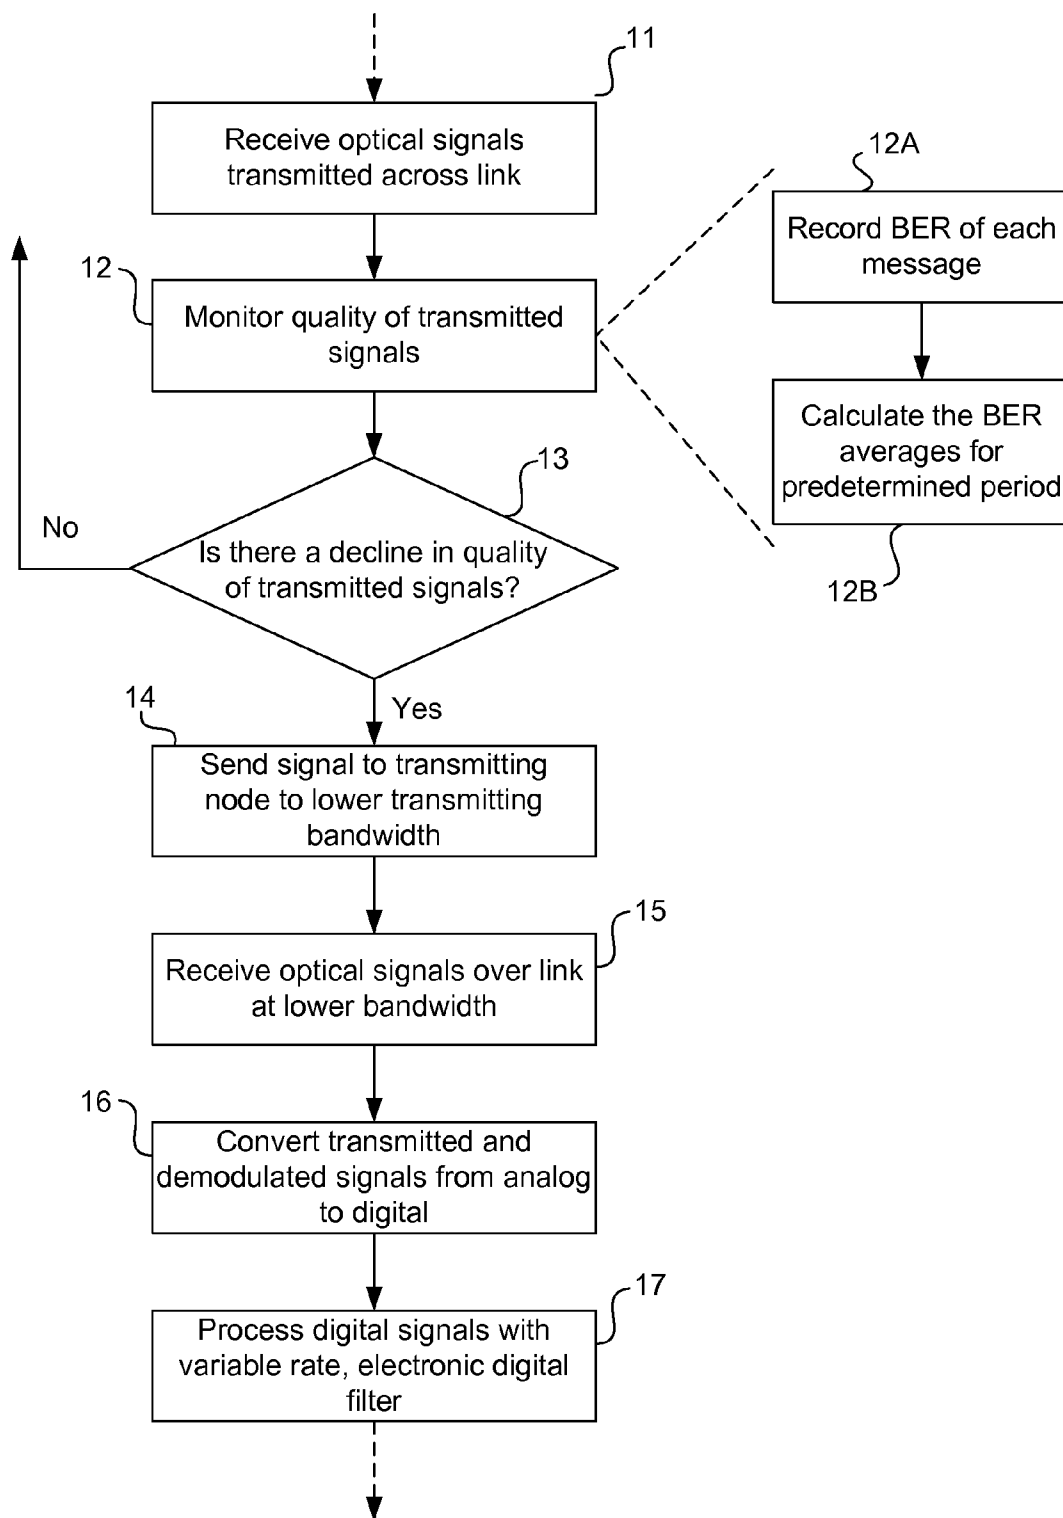 11
Receive optical signals
transmitted across link
12
Monitor quality of transmitted
signals
12A
Record BER of each
message
Calculate the BER
averages for
predetermined period
12B
13
Is there a decline in quality
of transmitted signals?
No
Yes
14
Send signal to transmitting
node to lower transmitting
bandwidth
15
Receive optical signals over link
at lower bandwidth
16
Convert transmitted and
demodulated signals from analog
to digital
17
Process digital signals with
variable rate, electronic digital
filter